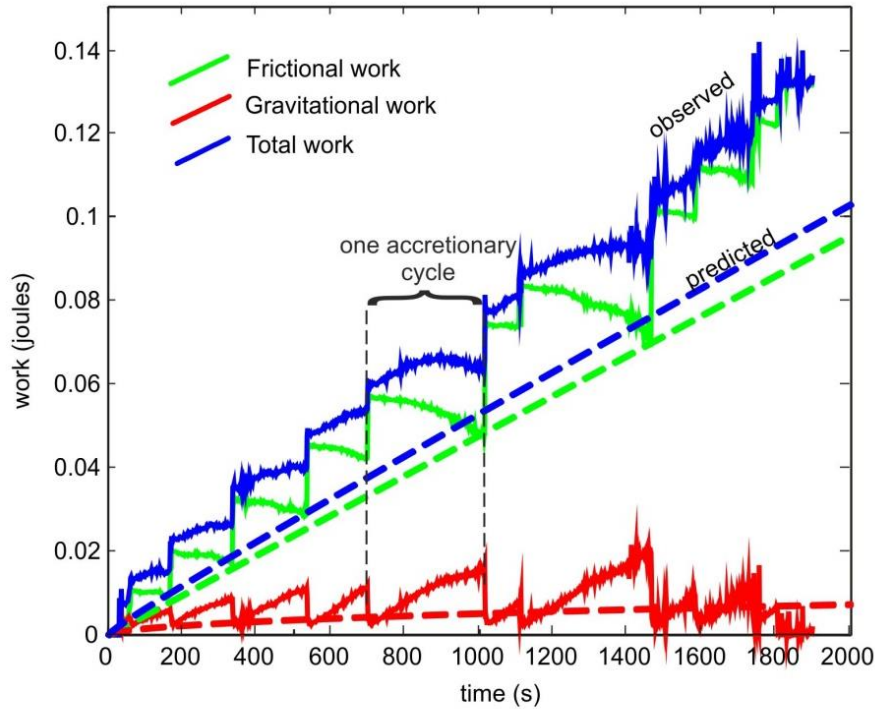 0.14
0.12
0.1
0.08
0.06
0.04
0.02
0
work (joules)
Frictional work
Gravitational work
Total work
one accretionary
cycle
observed
predicted
0 200 400 600 800 1000 1200 1400 1600 1800 2000
time (s)